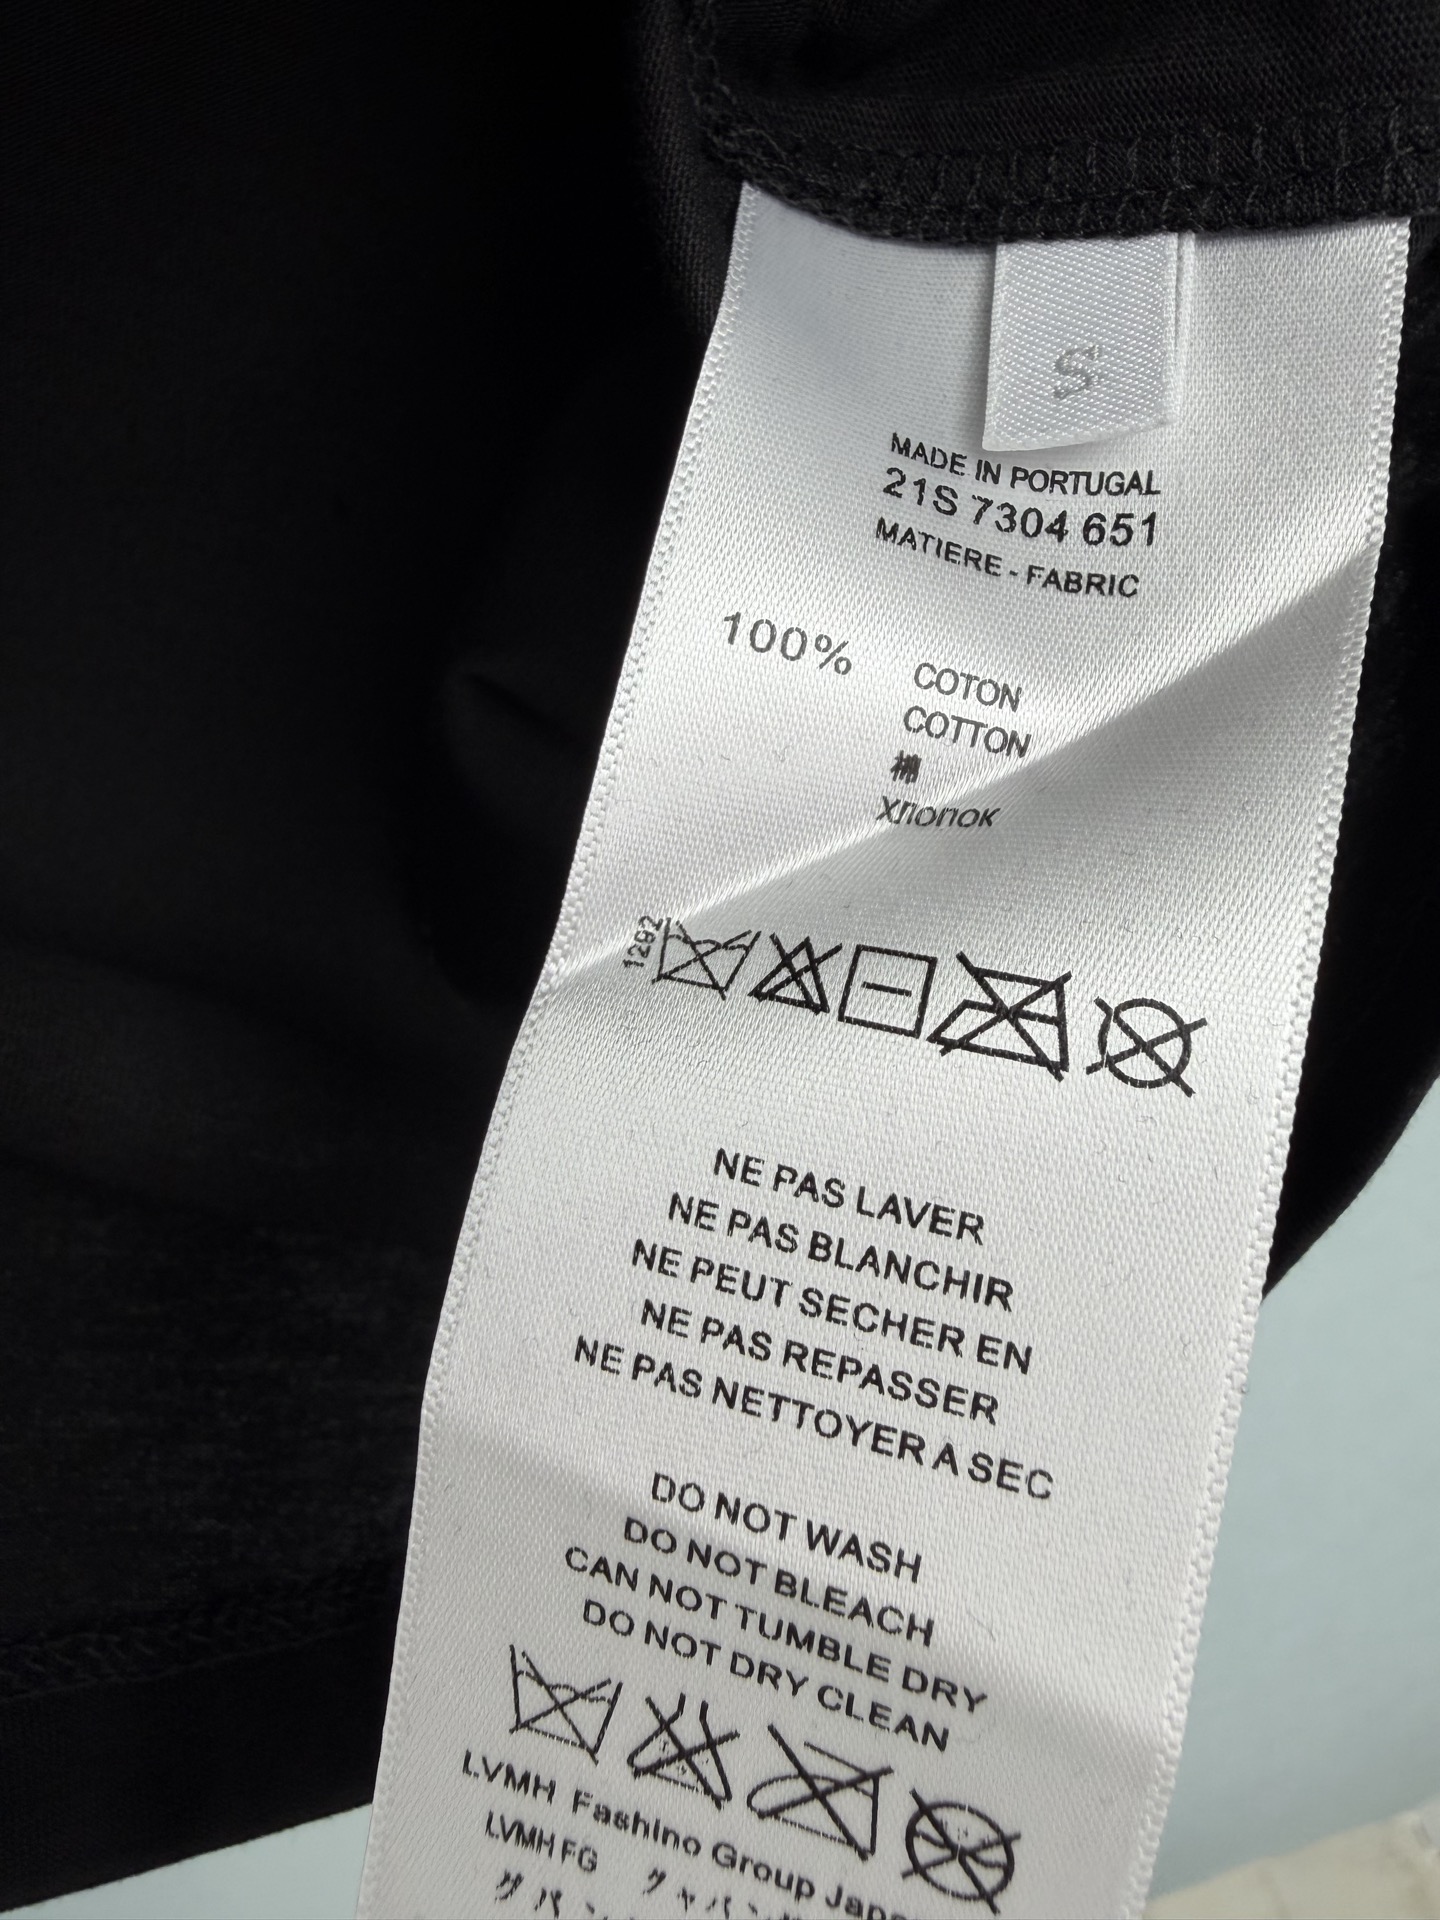 S
MADE IN PORTUGAL
21S 7304 651
MATIERE - FABRIC
100% COTON
COTTON
ХЛОПОК
1292
NE PAS LAVER
NE PAS BLANCHIR
NE PEUT SECHER EN
NE PAS REPASSER
NE PAS NETTOYER A SEC
DO NOT WASH
DO NOT BLEACH
CAN NOT TUMBLE DRY
DO NOT DRY CLEAN
LVMH Fashino Group
LVMH FG